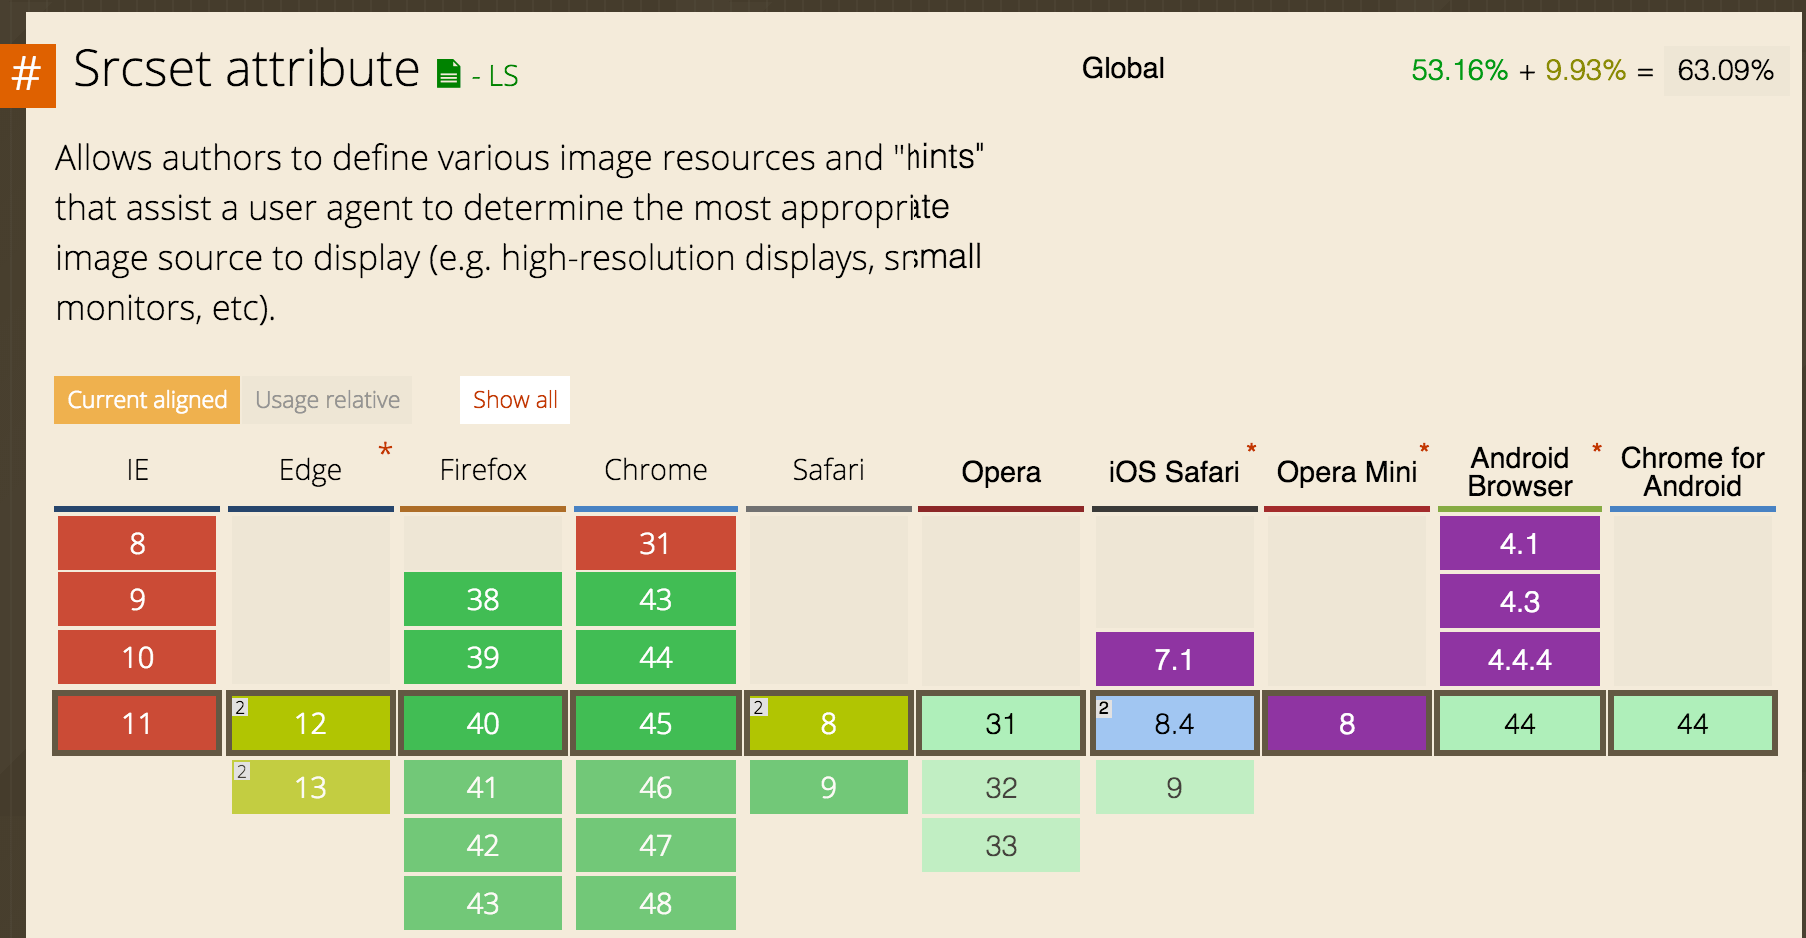 # Srcset attribute - LS
Global
53.16% + 9.93% = 63.09%
Allows authors to define various image resources and "hints"
that assist a user agent to determine the most appropriate
image source to display (e.g. high-resolution displays, small
monitors, etc).
Current aligned Usage relative Show all
IE Edge * Firefox Chrome Safari Opera iOS Safari * Opera Mini * Android Browser * Chrome for Android
8 31 4.1
9 38 43 4.3
10 39 44 7.1 4.4.4
11 2 12 40 45 2 8 31 2 8.4 8 44 44
2 13 41 46 9 32 9
42 47 33
43 48